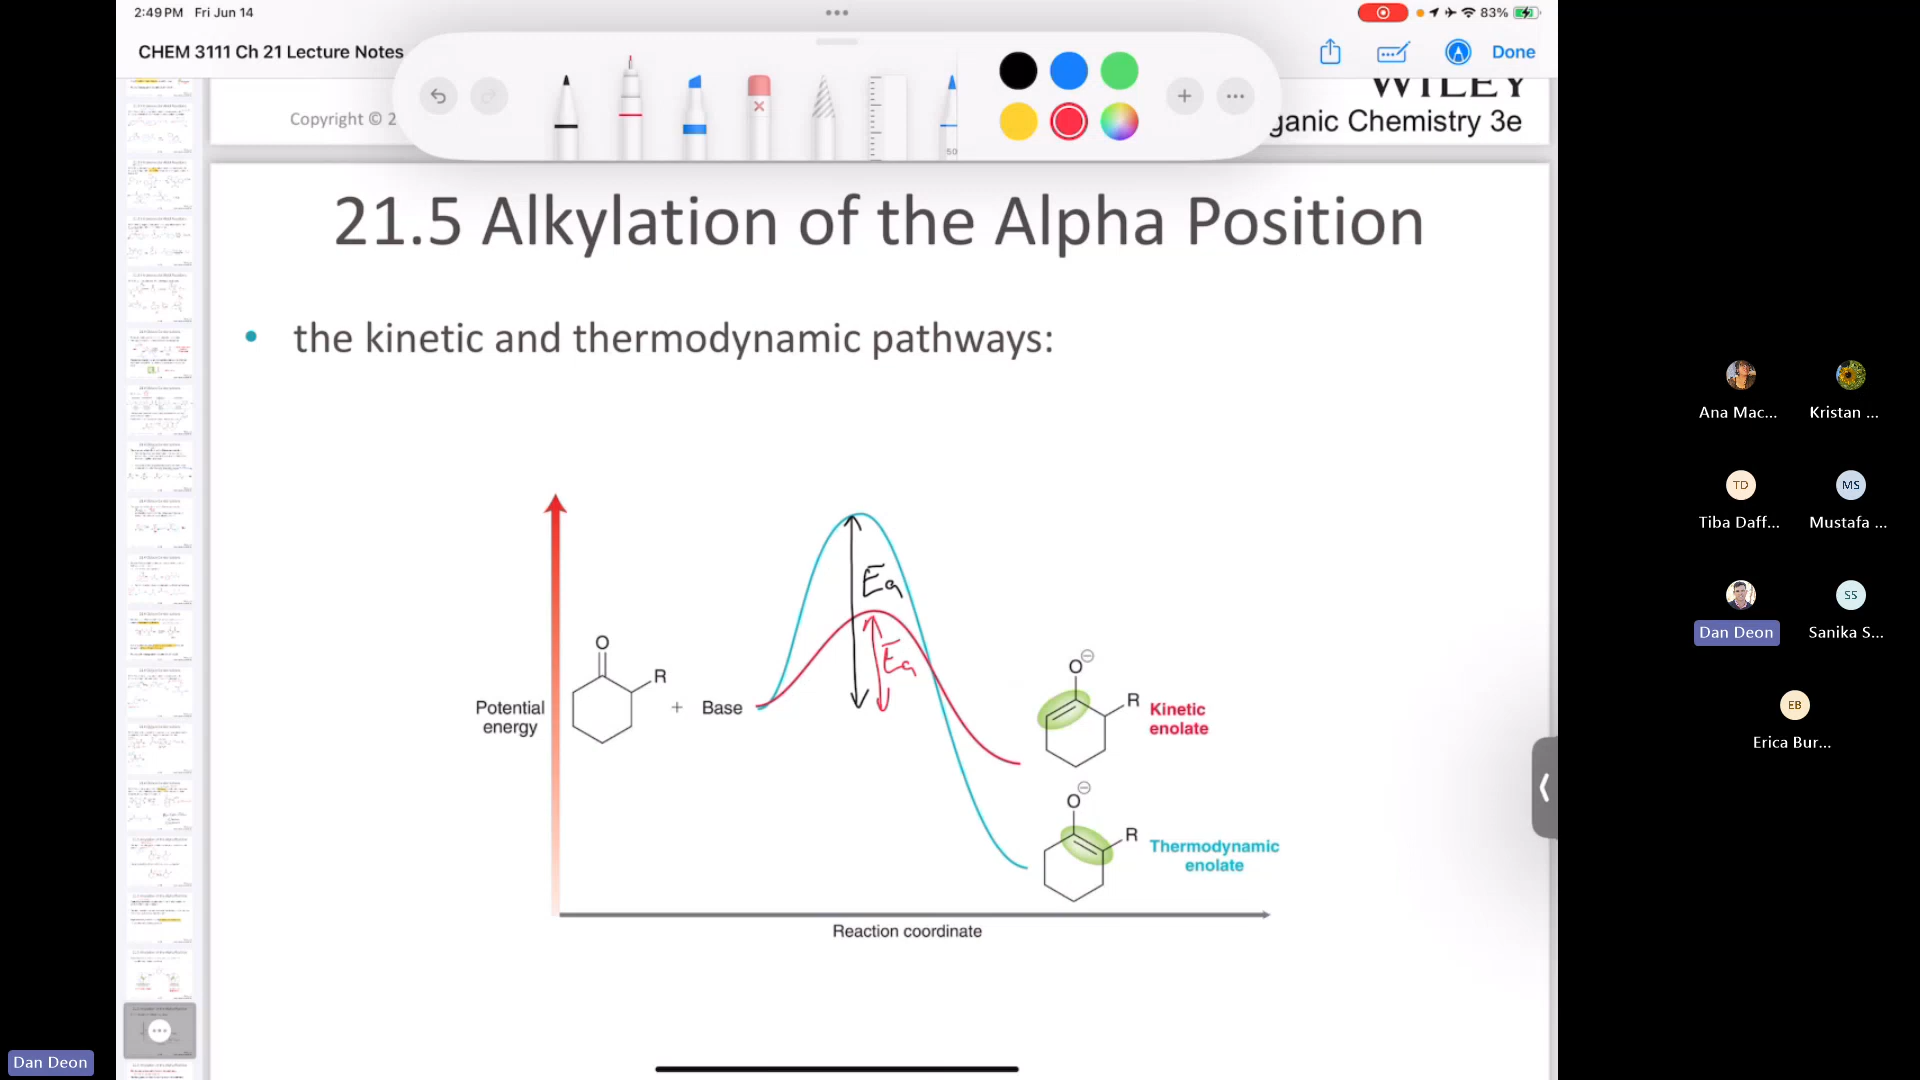 2:49 PM Fri Jun 14
83%
CHEM 3111 Ch 21 Lecture Notes
Done
50
WILEY
Copyright © 2
ganic Chemistry 3e
21.5 Alkylation of the Alpha Position
• the kinetic and thermodynamic pathways:
Ea
Ea
O
R
+ Base
Potential
energy
O
⊖
R
Kinetic
enolate
O
⊖
R
Thermodynamic
enolate
Reaction coordinate
Ana Mac...
Kristan ...
TD
MS
Tiba Daff...
Mustafa ...
SS
Dan Deon
Sanika S...
EB
Erica Bur...
Dan Deon